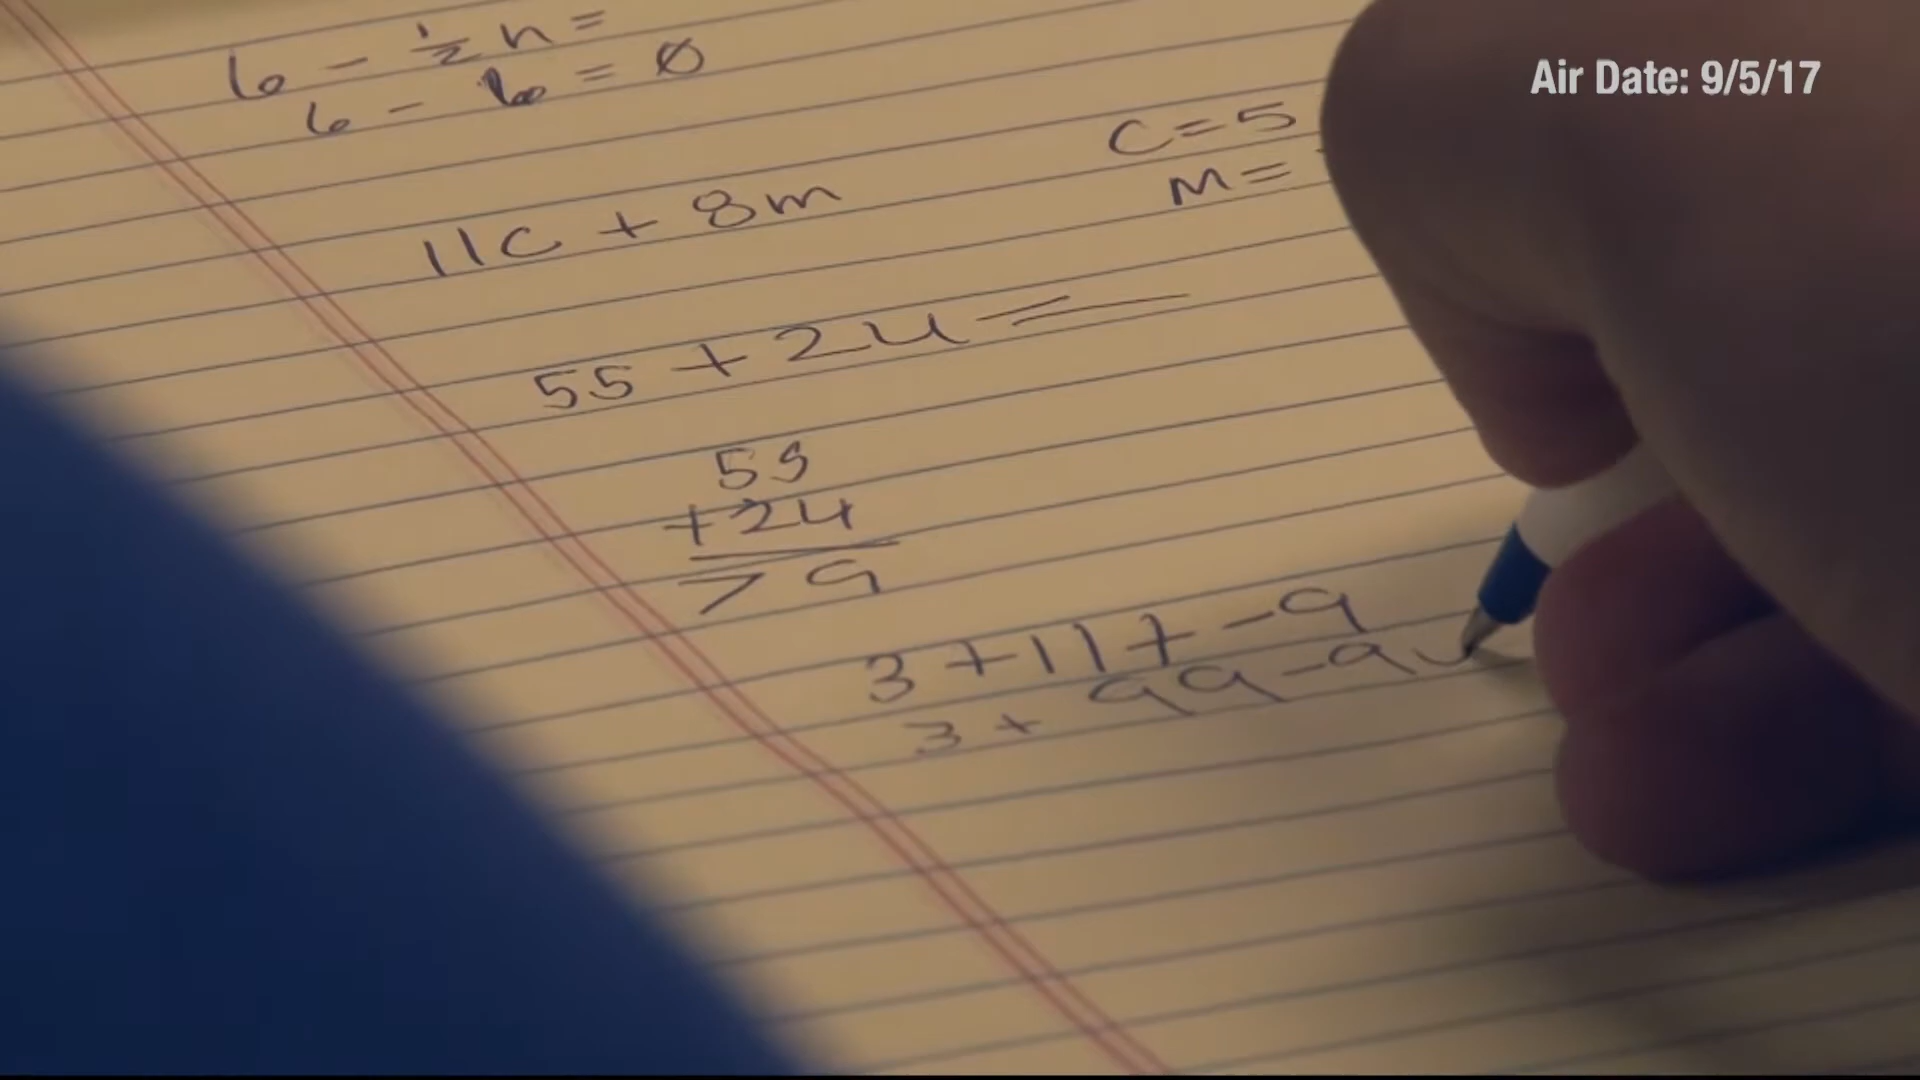 Air Date: 9/5/17
6 - ½ n =
6 - 6 = 0
c = 5
m =
11c + 8m
55 + 24 =
55
+24
79
3 + 11t - 9
3 + 99 - 9